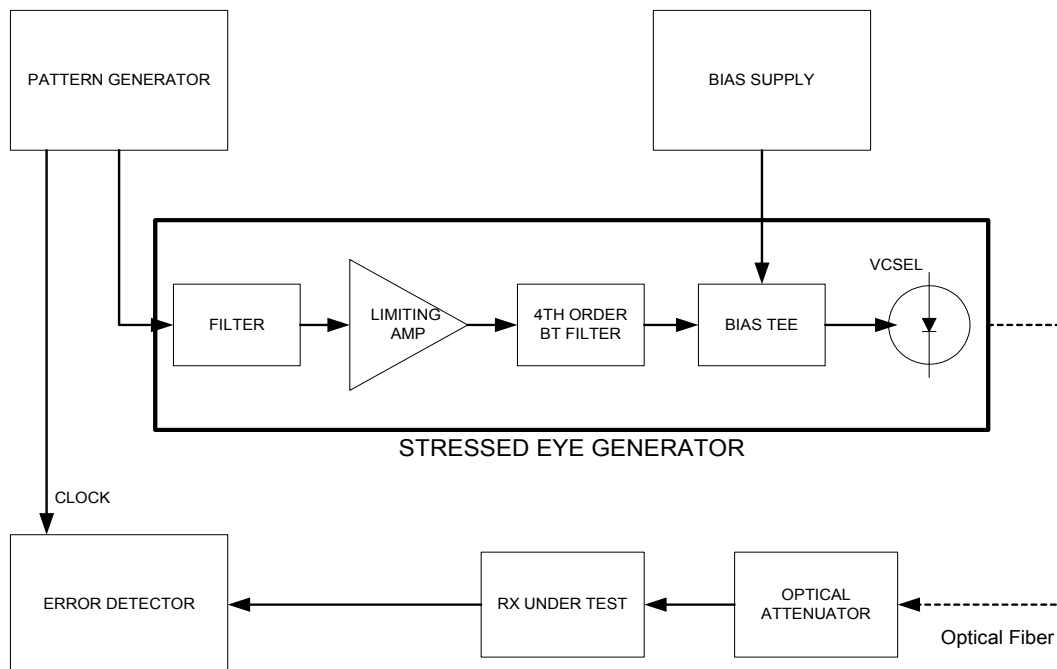 PATTERN GENERATOR
BIAS SUPPLY
VCSEL
FILTER
LIMITING
AMP
4TH ORDER
BT FILTER
BIAS TEE
STRESSED EYE GENERATOR
CLOCK
ERROR DETECTOR
RX UNDER TEST
OPTICAL
ATTENUATOR
Optical Fiber